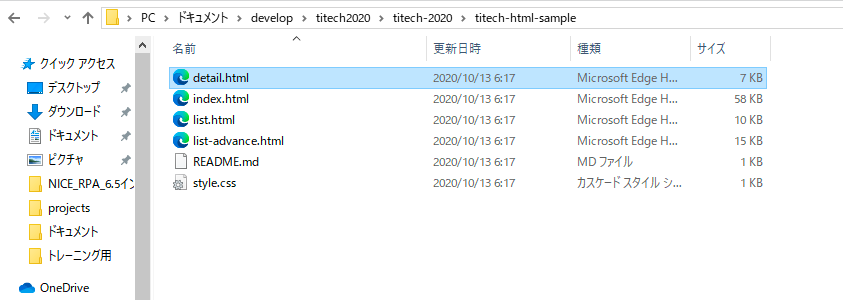 PC > ドキュメント > develop > titech2020 > titech-2020 > titech-html-sample
名前 更新日時 種類 サイズ
クイック アクセス
デスクトップ
ダウンロード
ドキュメント
ピクチャ
NICE_RPA_6.5イン
projects
ドキュメント
トレーニング用
OneDrive
detail.html 2020/10/13 6:17 Microsoft Edge H... 7 KB
index.html 2020/10/13 6:17 Microsoft Edge H... 58 KB
list.html 2020/10/13 6:17 Microsoft Edge H... 10 KB
list-advance.html 2020/10/13 6:17 Microsoft Edge H... 15 KB
README.md 2020/10/13 6:17 MD ファイル 1 KB
style.css 2020/10/13 6:17 カスケード スタイル シ... 1 KB